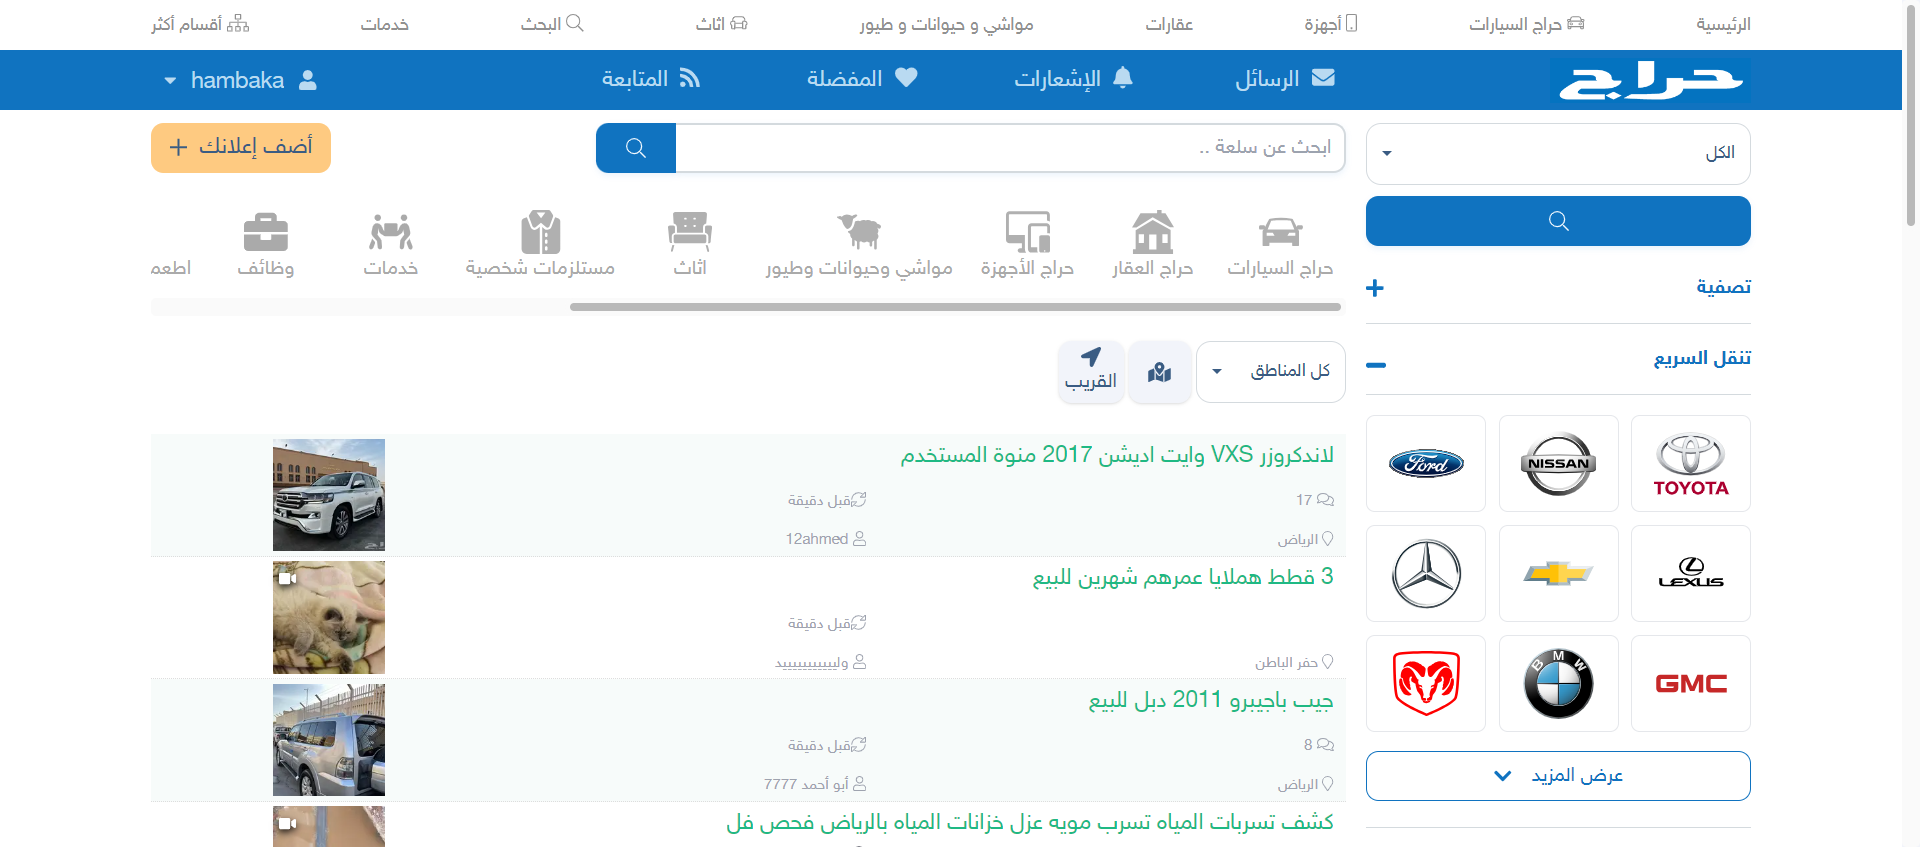 الرئيسية
حراج السيارات
أجهزة
عقارات
مواشي و حيوانات و طيور
اثاث
البحث
خدمات
أقسام أكثر
حراج
الرسائل
الإشعارات
المفضلة
المتابعة
hambaka
الكل
ابحث عن سلعة ..
أضف إعلانك +
حراج السيارات
حراج العقار
حراج الأجهزة
مواشي وحيوانات وطيور
اثاث
مستلزمات شخصية
خدمات
وظائف
اطعم
تصفية
تنقل السريع
كل المناطق
القريب
TOYOTA
NISSAN
Ford
LEXUS
GMC
BMW
عرض المزيد
لاندكروزر VXS وايت اديشن 2017 منوة المستخدم
17
قبل دقيقة
الرياض
12ahmed
3 قطط هملايا عمرهم شهرين للبيع
قبل دقيقة
حفر الباطن
جيب باجيبرو 2011 دبل للبيع
8
قبل دقيقة
الرياض
أبو أحمد 7777
كشف تسربات المياه تسرب مويه عزل خزانات المياه بالرياض فحص فل